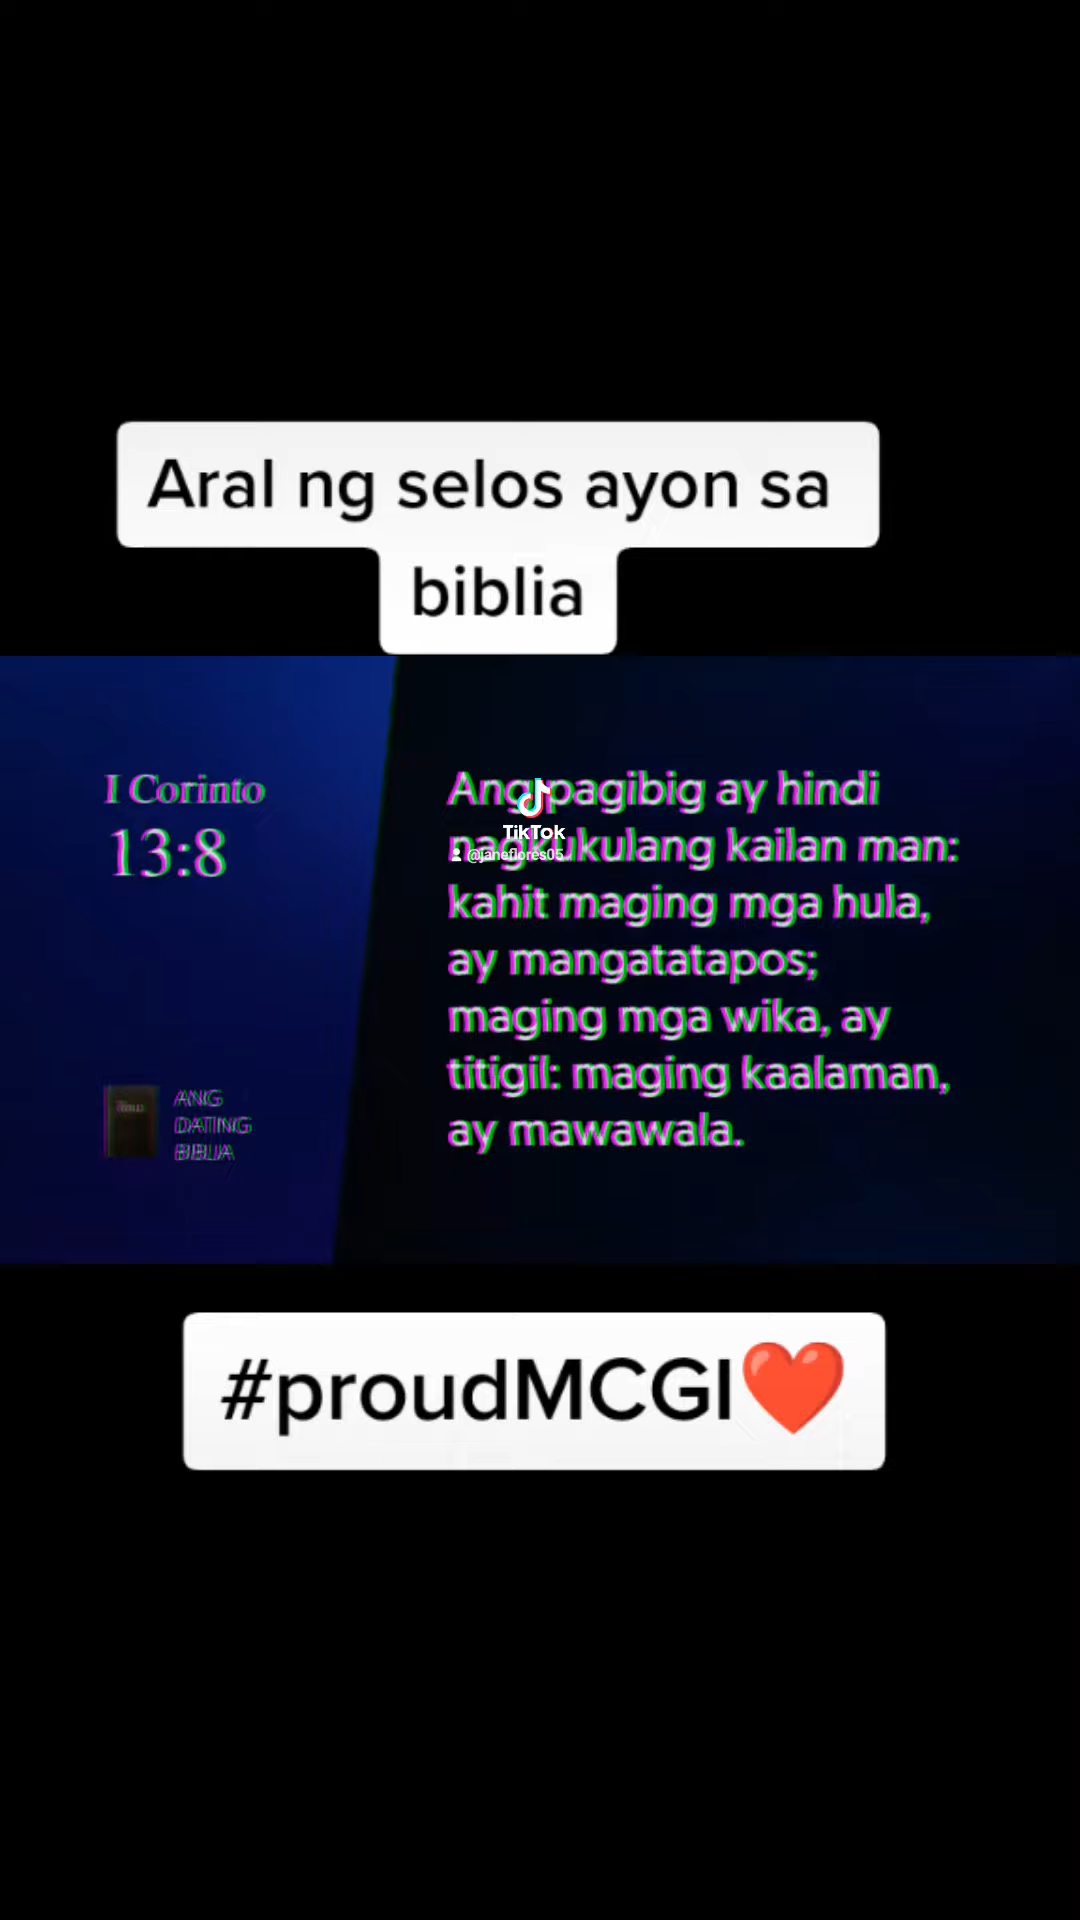 Aral ng selos ayon sa
biblia
I Corinto
13:8
Ang pagibig ay hindi
nagkukulang kailan man:
kahit maging mga hula,
ay mangatatapos;
maging mga wika, ay
titigil: maging kaalaman,
ay mawawala.
TikTok
@janeflores05
ANG
DATING
BIBLIA
#proudMCGI❤️